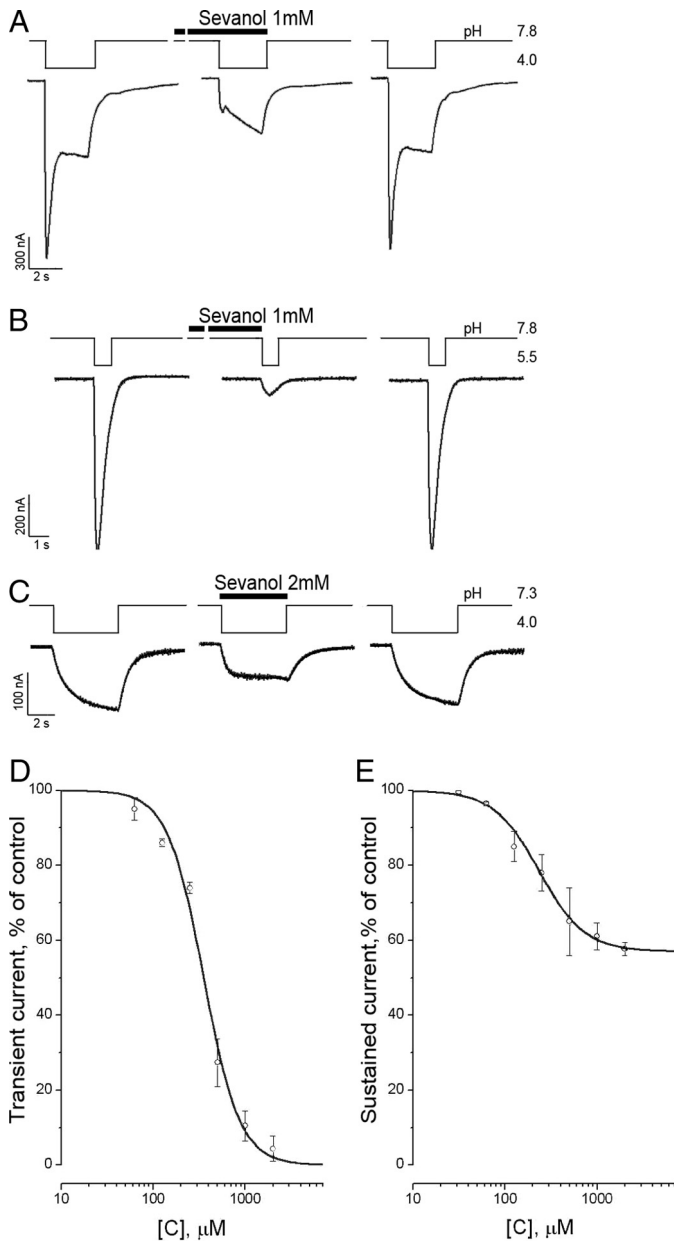 A
Sevanol 1mM
pH 7.8
4.0
300 nA
2 s
B
Sevanol 1mM
pH 7.8
5.5
200 nA
1 s
C
Sevanol 2mM
pH 7.3
4.0
100 nA
2 s
D
100
80
60
40
20
0
Transient current, % of control
10 100 1000
[C], µM
E
100
80
60
40
20
0
Sustained current,% of control
10 100 1000
[C], µM